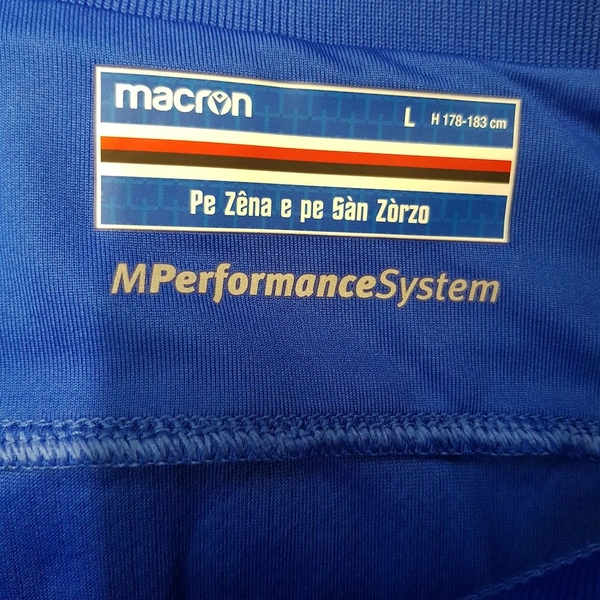 macron
L H 178-183 cm
Pe Zêna e pe Sàn Zòrzo
MPerformanceSystem